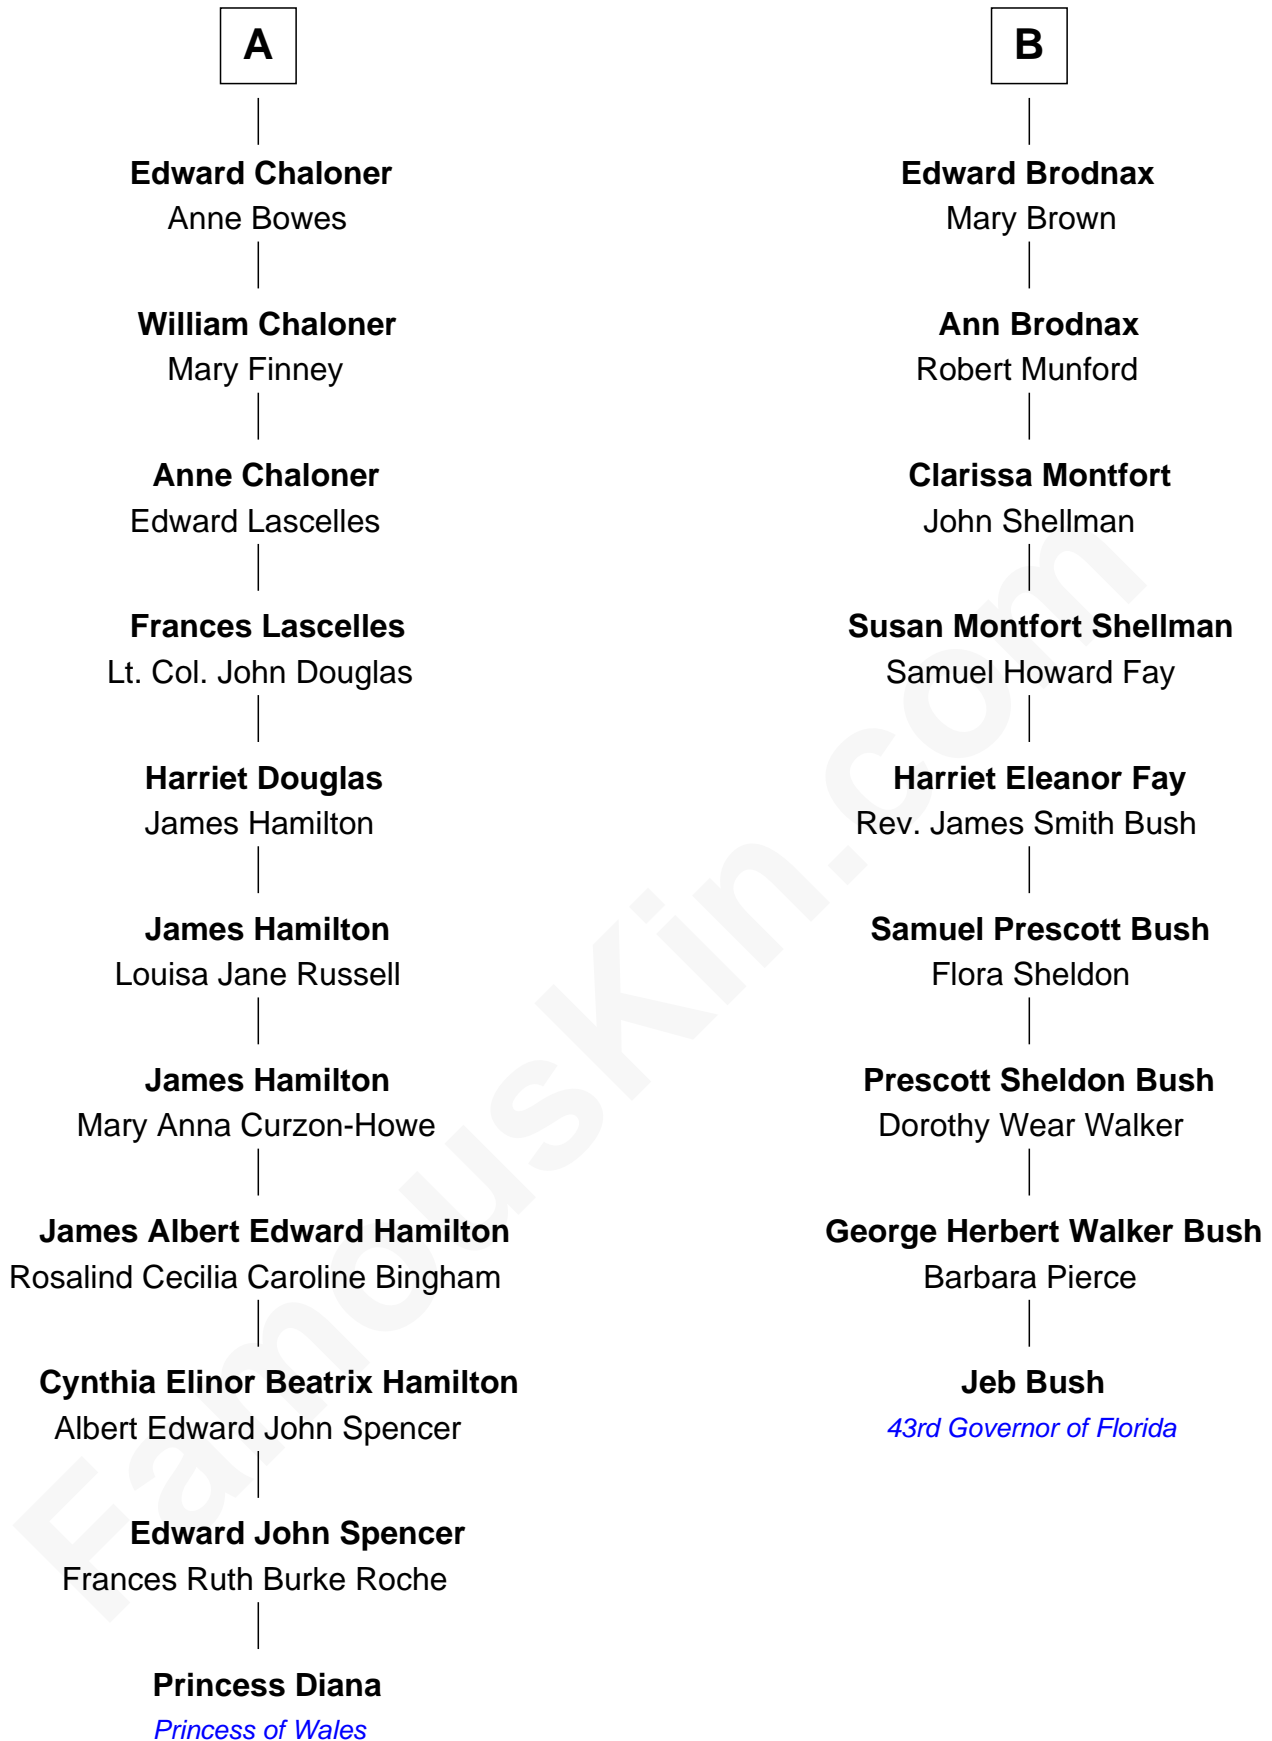 A
Edward Chaloner
Anne Bowes
William Chaloner
Mary Finney
Anne Chaloner
Edward Lascelles
Frances Lascelles
Lt. Col. John Douglas
Harriet Douglas
James Hamilton
James Hamilton
Louisa Jane Russell
James Hamilton
Mary Anna Curzon-Howe
James Albert Edward Hamilton
Rosalind Cecilia Caroline Bingham
Cynthia Elinor Beatrix Hamilton
Albert Edward John Spencer
Edward John Spencer
Frances Ruth Burke Roche
Princess Diana
Princess of Wales
B
Edward Brodnax
Mary Brown
Ann Brodnax
Robert Munford
Clarissa Montfort
John Shellman
Susan Montfort Shellman
Samuel Howard Fay
Harriet Eleanor Fay
Rev. James Smith Bush
Samuel Prescott Bush
Flora Sheldon
Prescott Sheldon Bush
Dorothy Wear Walker
George Herbert Walker Bush
Barbara Pierce
Jeb Bush
43rd Governor of Florida
FamousKin.com